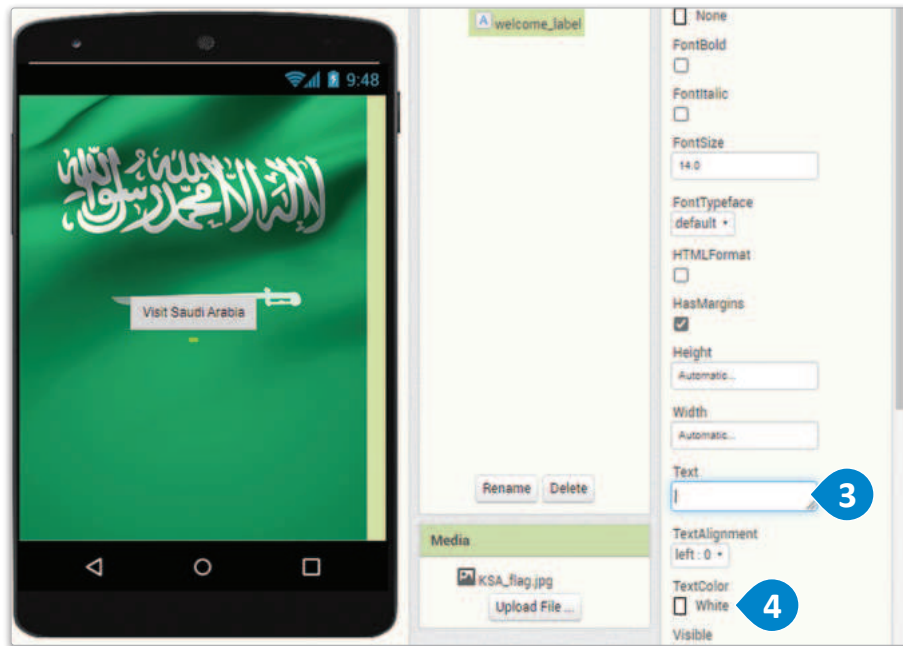 9:48
لا إله إلا الله محمد رسول الله
Visit Saudi Arabia
welcome_label
Rename Delete
Media
KSA_flag.jpg
Upload File ...
None
FontBold
FontItalic
FontSize
14.0
FontTypeface
default
HTMLFormat
HasMargins
Height
Automatic...
Width
Automatic...
Text
3
TextAlignment
left : 0
TextColor
White
4
Visible